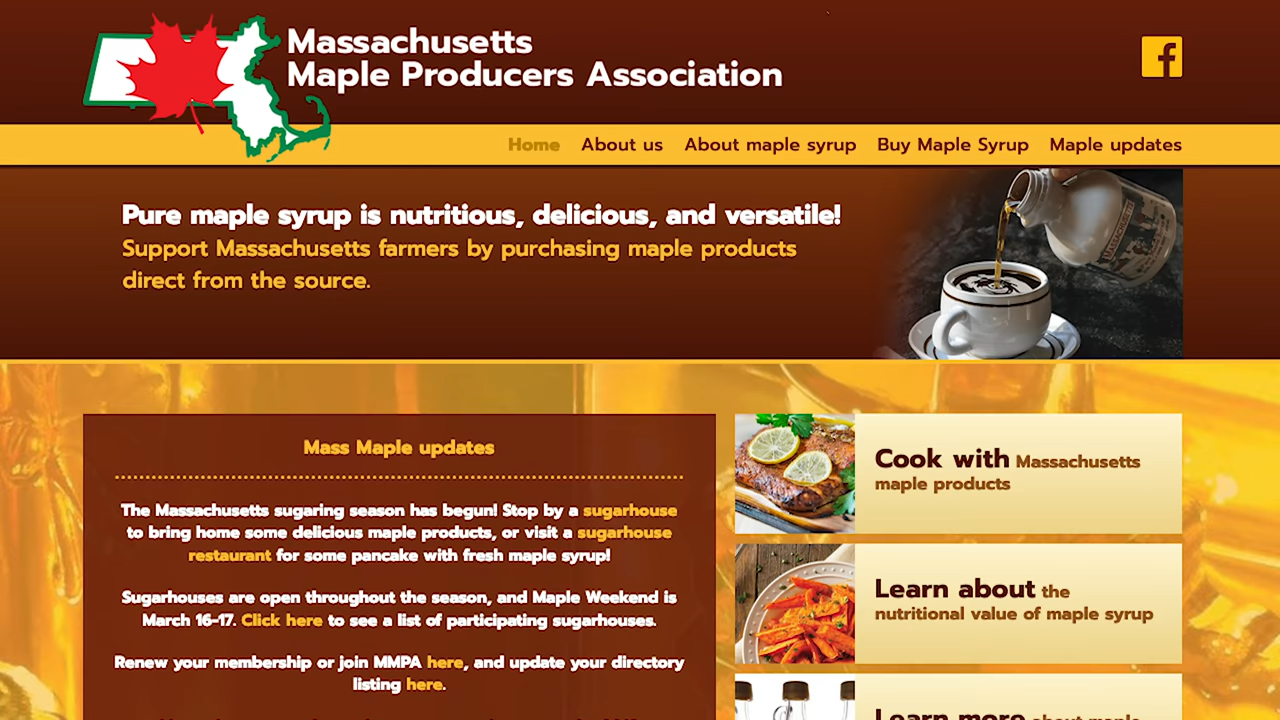 Massachusetts
Maple Producers Association
Home About us About maple syrup Buy Maple Syrup Maple updates
Pure maple syrup is nutritious, delicious, and versatile!
Support Massachusetts farmers by purchasing maple products
direct from the source.
MASSACHUSETTS
Mass Maple updates
The Massachusetts sugaring season has begun! Stop by a sugarhouse
to bring home some delicious maple products, or visit a sugarhouse
restaurant for some pancake with fresh maple syrup!
Sugarhouses are open throughout the season, and Maple Weekend is
March 16-17. Click here to see a list of participating sugarhouses.
Renew your membership or join MMPA here, and update your directory
listing here.
Cook with Massachusetts
maple products
Learn about the
nutritional value of maple syrup
Learn more about maple